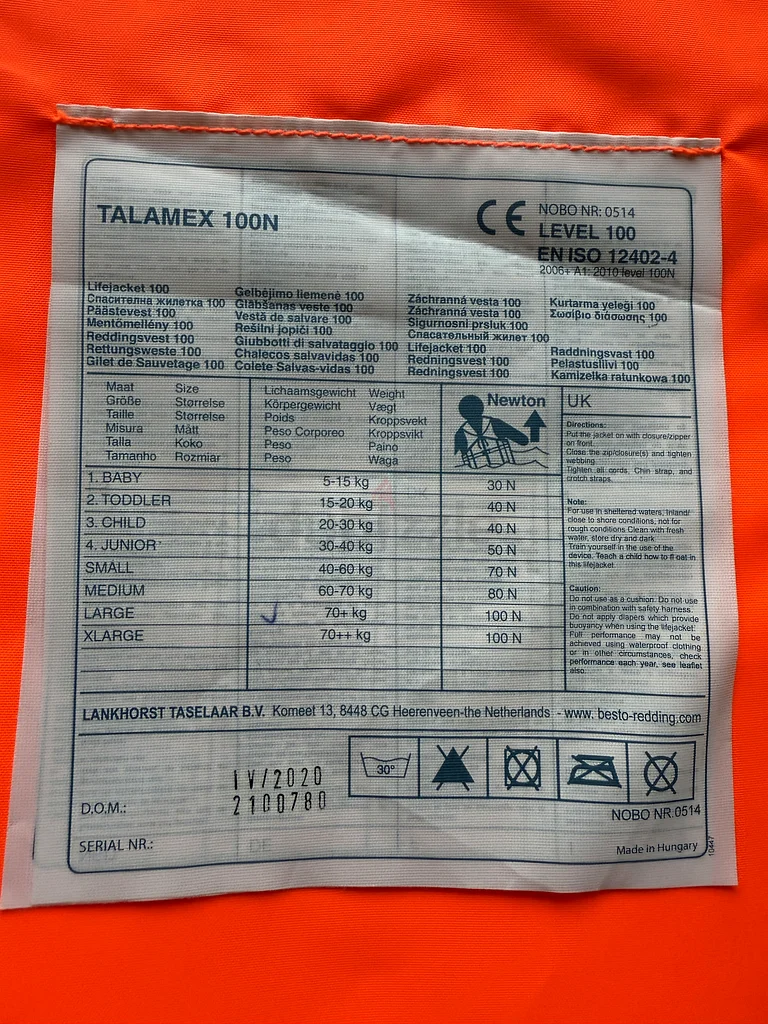 TALAMEX 100N
CE NOBO NR: 0514
LEVEL 100
EN ISO 12402-4
2006+ A1: 2010 level 100N
Lifejacket 100
Спасителна жилетка 100
Päästevest 100
Mentőmellény 100
Reddingsvest 100
Rettungsweste 100
Gilet de Sauvetage 100
Gelbėjimo liemenė 100
Glābšanas veste 100
Vestă de salvare 100
Rešilni jopiči 100
Giubbotti di salvataggio 100
Chalecos salvavidas 100
Colete Salvas-vidas 100
Záchranná vesta 100
Záchranná vesta 100
Sigurnosni prsluk 100
Спасательный жилет 100
Lifejacket 100
Redningsvest 100
Redningsvest 100
Kurtarma yeleği 100
Σωσίβιο διάσωσης 100
Raddningsvast 100
Pelastusliivi 100
Kamizelka ratunkowa 100
Maat Size
Größe Størrelse
Taille Størrelse
Misura Mått
Talla Koko
Tamanho Rozmiar
Lichaamsgewicht Weight
Körpergewicht Vægt
Poids Kroppsvekt
Peso Corporeo Kroppsvikt
Peso Paino
Peso Waga
Newton
1. BABY 5-15 kg 30 N
2. TODDLER 15-20 kg 40 N
3. CHILD 20-30 kg 40 N
4. JUNIOR 30-40 kg 50 N
SMALL 40-60 kg 70 N
MEDIUM 60-70 kg 80 N
LARGE 70+ kg 100 N
XLARGE 70++ kg 100 N
UK
Directions:
Put the jacket on with closure/zipper
on front.
Close the zip/closure(s) and tighten
webbing.
Tighten all cords. Chin strap, and
crotch straps.
Note:
For use in sheltered waters, Inland/
close to shore conditions, not for
rough conditions Clean with fresh
water, store dry and dark
Train yourself in the use of the
device. Teach a child how to fl oat in
this lifejacket
Caution:
Do not use as a cushion. Do not use
in combination with safety harness.
Do not apply diapers which provide
buoyancy when using the lifejacket:
Full performance may not be
achieved using waterproof clothing
or in other circumstances, check
performance each year, see leaflet
also.
LANKHORST TASELAAR B.V. Komeet 13, 8448 CG Heerenveen-the Netherlands - www. besto-redding.com
30°
IV/2020
D.O.M.: 2100780
NOBO NR.0514
SERIAL NR.: DE
Made in Hungary
10447